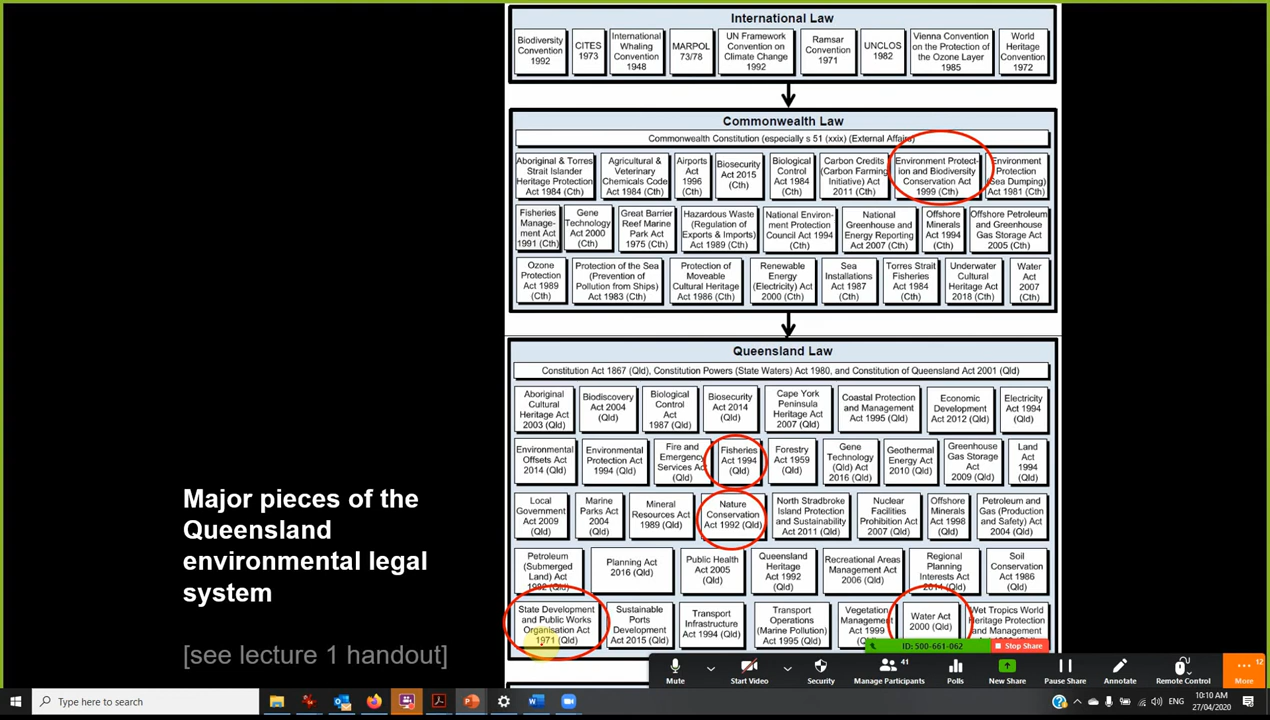 International Law
Biodiversity
Convention
1992
CITES
1973
International
Whaling
Convention
1948
MARPOL
73/78
UN Framework
Convention on
Climate Change
1992
Ramsar
Convention
1971
UNCLOS
1982
Vienna Convention
on the Protection of
the Ozone Layer
1985
World
Heritage
Convention
1972
Commonwealth Law
Commonwealth Constitution (especially s 51 (xxix) (External Affairs)
Aboriginal & Torres
Strait Islander
Heritage Protection
Act 1984 (Cth)
Agricultural &
Veterinary
Chemicals Code
Act 1984 (Cth)
Airports
Act
1996
(Cth)
Biosecurity
Act 2015
(Cth)
Biological
Control
Act 1984
(Cth)
Carbon Credits
(Carbon Farming
Initiative) Act
2011 (Cth)
Environment Protect-
ion and Biodiversity
Conservation Act
1999 (Cth)
Environment
Protection
(Sea Dumping)
Act 1981 (Cth)
Fisheries
Manage-
ment Act
1991 (Cth)
Gene
Technology
Act 2000
(Cth)
Great Barrier
Reef Marine
Park Act
1975 (Cth)
Hazardous Waste
(Regulation of
Exports & Imports)
Act 1989 (Cth)
National Environ-
ment Protection
Council Act 1994
(Cth)
National
Greenhouse and
Energy Reporting
Act 2007 (Cth)
Offshore
Minerals
Act 1994
(Cth)
Offshore Petroleum
and Greenhouse
Gas Storage Act
2005 (Cth)
Ozone
Protection
Act 1989
(Cth)
Protection of the Sea
(Prevention of
Pollution from Ships)
Act 1983 (Cth)
Protection of
Moveable
Cultural Heritage
Act 1986 (Cth)
Renewable
Energy
(Electricity) Act
2000 (Cth)
Sea
Installations
Act 1987
(Cth)
Torres Strait
Fisheries
Act 1984
(Cth)
Underwater
Cultural
Heritage Act
2018 (Cth)
Water
Act
2007
(Cth)
Queensland Law
Constitution Act 1867 (Qld), Constitution Powers (State Waters) Act 1980, and Constitution of Queensland Act 2001 (Qld)
Aboriginal
Cultural
Heritage Act
2003 (Qld)
Biodiscovery
Act 2004
(Qld)
Biological
Control
Act
1987 (Qld)
Biosecurity
Act 2014
(Qld)
Cape York
Peninsula
Heritage Act
2007 (Qld)
Coastal Protection
and Management
Act 1995 (Qld)
Economic
Development
Act 2012 (Qld)
Electricity
Act 1994
(Qld)
Environmental
Offsets Act
2014 (Qld)
Environmental
Protection Act
1994 (Qld)
Fire and
Emergency
Services Act
(Qld)
Fisheries
Act 1994
(Qld)
Forestry
Act 1959
(Qld)
Gene
Technology
(Qld) Act
2016 (Qld)
Geothermal
Energy Act
2010 (Qld)
Greenhouse
Gas Storage
Act
2009 (Qld)
Land
Act
1994
(Qld)
Local
Government
Act 2009
(Qld)
Marine
Parks Act
2004
(Qld)
Mineral
Resources Act
1989 (Qld)
Nature
Conservation
Act 1992 (Qld)
North Stradbroke
Island Protection
and Sustainability
Act 2011 (Qld)
Nuclear
Facilities
Prohibition Act
2007 (Qld)
Offshore
Minerals
Act 1998
(Qld)
Petroleum and
Gas (Production
and Safety) Act
2004 (Qld)
Petroleum
(Submerged
Land) Act
1982 (Qld)
Planning Act
2016 (Qld)
Public Health
Act 2005
(Qld)
Queensland
Heritage
Act 1992
(Qld)
Recreational Areas
Management Act
2006 (Qld)
Regional
Planning
Interests Act
2014 (Qld)
Soil
Conservation
Act 1986
(Qld)
State Development
and Public Works
Organisation Act
1971 (Qld)
Sustainable
Ports
Development
Act 2015 (Qld)
Transport
Infrastructure
Act 1994 (Qld)
Transport
Operations
(Marine Pollution)
Act 1995 (Qld)
Vegetation
Management
Act 1999
Water Act
2000 (Qld)
Wet Tropics World
Heritage Protection
and Management
Major pieces of the
Queensland
environmental legal
system
[see lecture 1 handout]
ID: 500-661-062
Stop Share
Mute
Start Video
Security
41
Manage Participants
Polls
New Share
Pause Share
Annotate
Remote Control
12
More
Type here to search
ENG
10:10 AM
27/04/2020